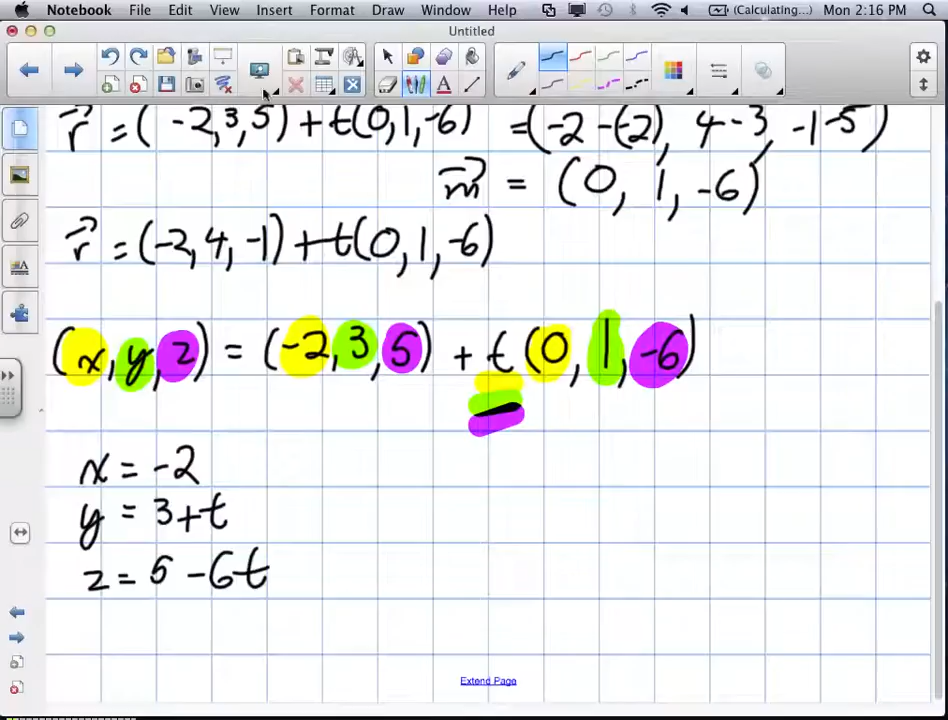 Notebook File Edit View Insert Format Draw Window Help (Calculating... Mon 2:16 PM
Untitled
r⃗ = (-2,3,5)+t(0,1,-6) =(-2-(-2), 4-3, -1-5)
m⃗ = (0, 1, -6)
r⃗ = (-2,4,-1)+t(0,1,-6)
(x,y,z) = (-2,3,5) + t(0,1,-6)
x = -2
y = 3+t
z = 5 -6t
Extend Page